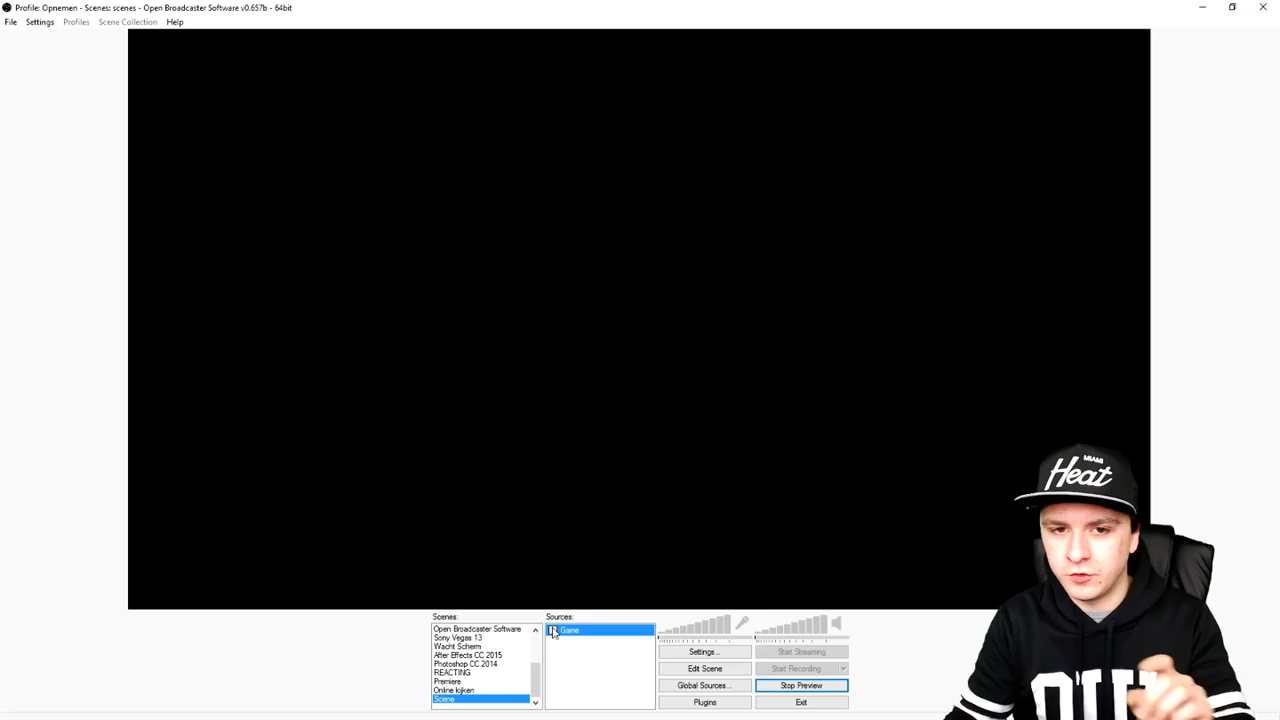 Profile: Opnemen - Scenes: scenes - Open Broadcaster Software v0.657b - 64bit
File Settings Profiles Scene Collection Help
Scenes:
Open Broadcaster Software
Sony Vegas 13
Wacht Scherm
After Effects CC 2015
Photoshop CC 2014
REACTING
Premiere
Online kijken
Scene
Sources:
Game
Settings...
Start Streaming
Edit Scene
Start Recording
Global Sources...
Stop Preview
Plugins
Exit
MIAMI
Heat